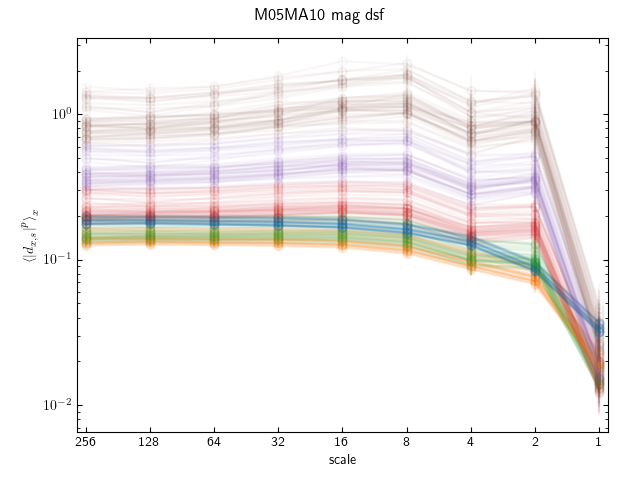 M05MA10 mag dsf
⟨|d_{x,s}|^p⟩_x
10^0
10^{-1}
10^{-2}
256 128 64 32 16 8 4 2 1
scale